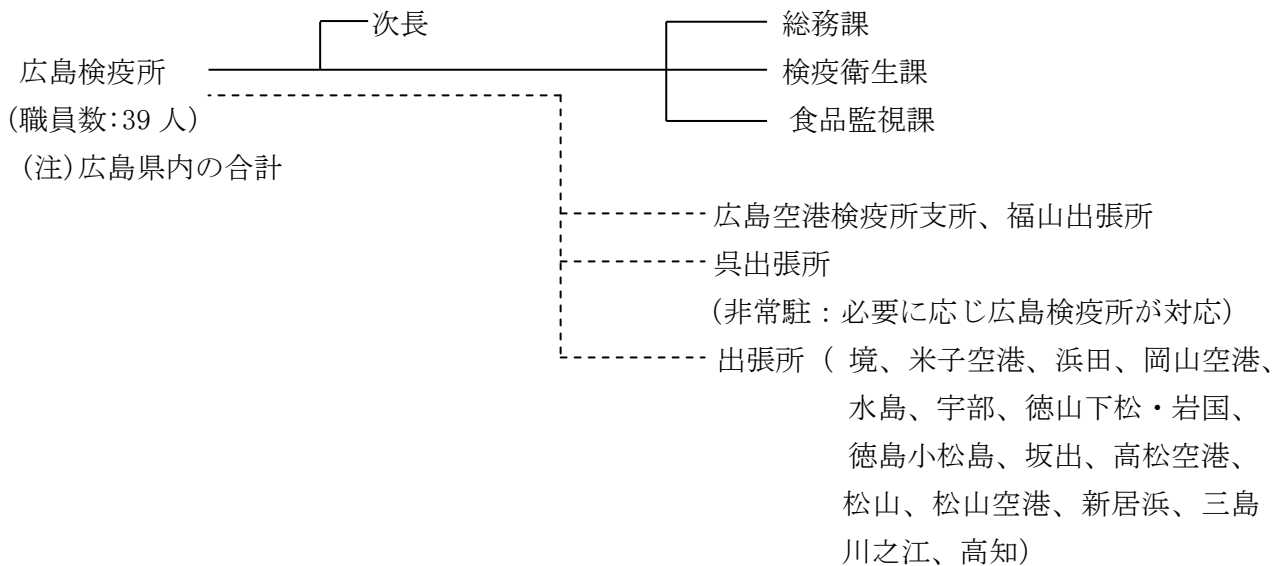 次長
総務課
広島検疫所
検疫衛生課
(職員数:39 人)
食品監視課
(注)広島県内の合計
広島空港検疫所支所、福山出張所
呉出張所
(非常駐：必要に応じ広島検疫所が対応)
出張所（ 境、米子空港、浜田、岡山空港、
水島、宇部、徳山下松・岩国、
徳島小松島、坂出、高松空港、
松山、松山空港、新居浜、三島
川之江、高知）